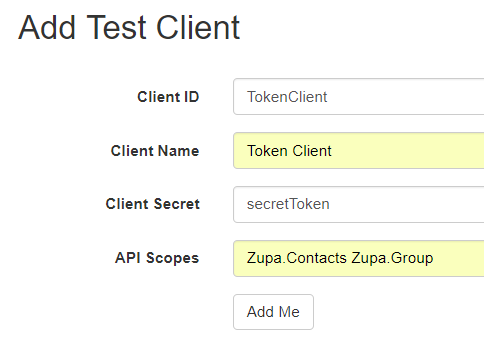 Add Test Client
Client ID TokenClient
Client Name Token Client
Client Secret secretToken
API Scopes Zupa.Contacts Zupa.Group
Add Me